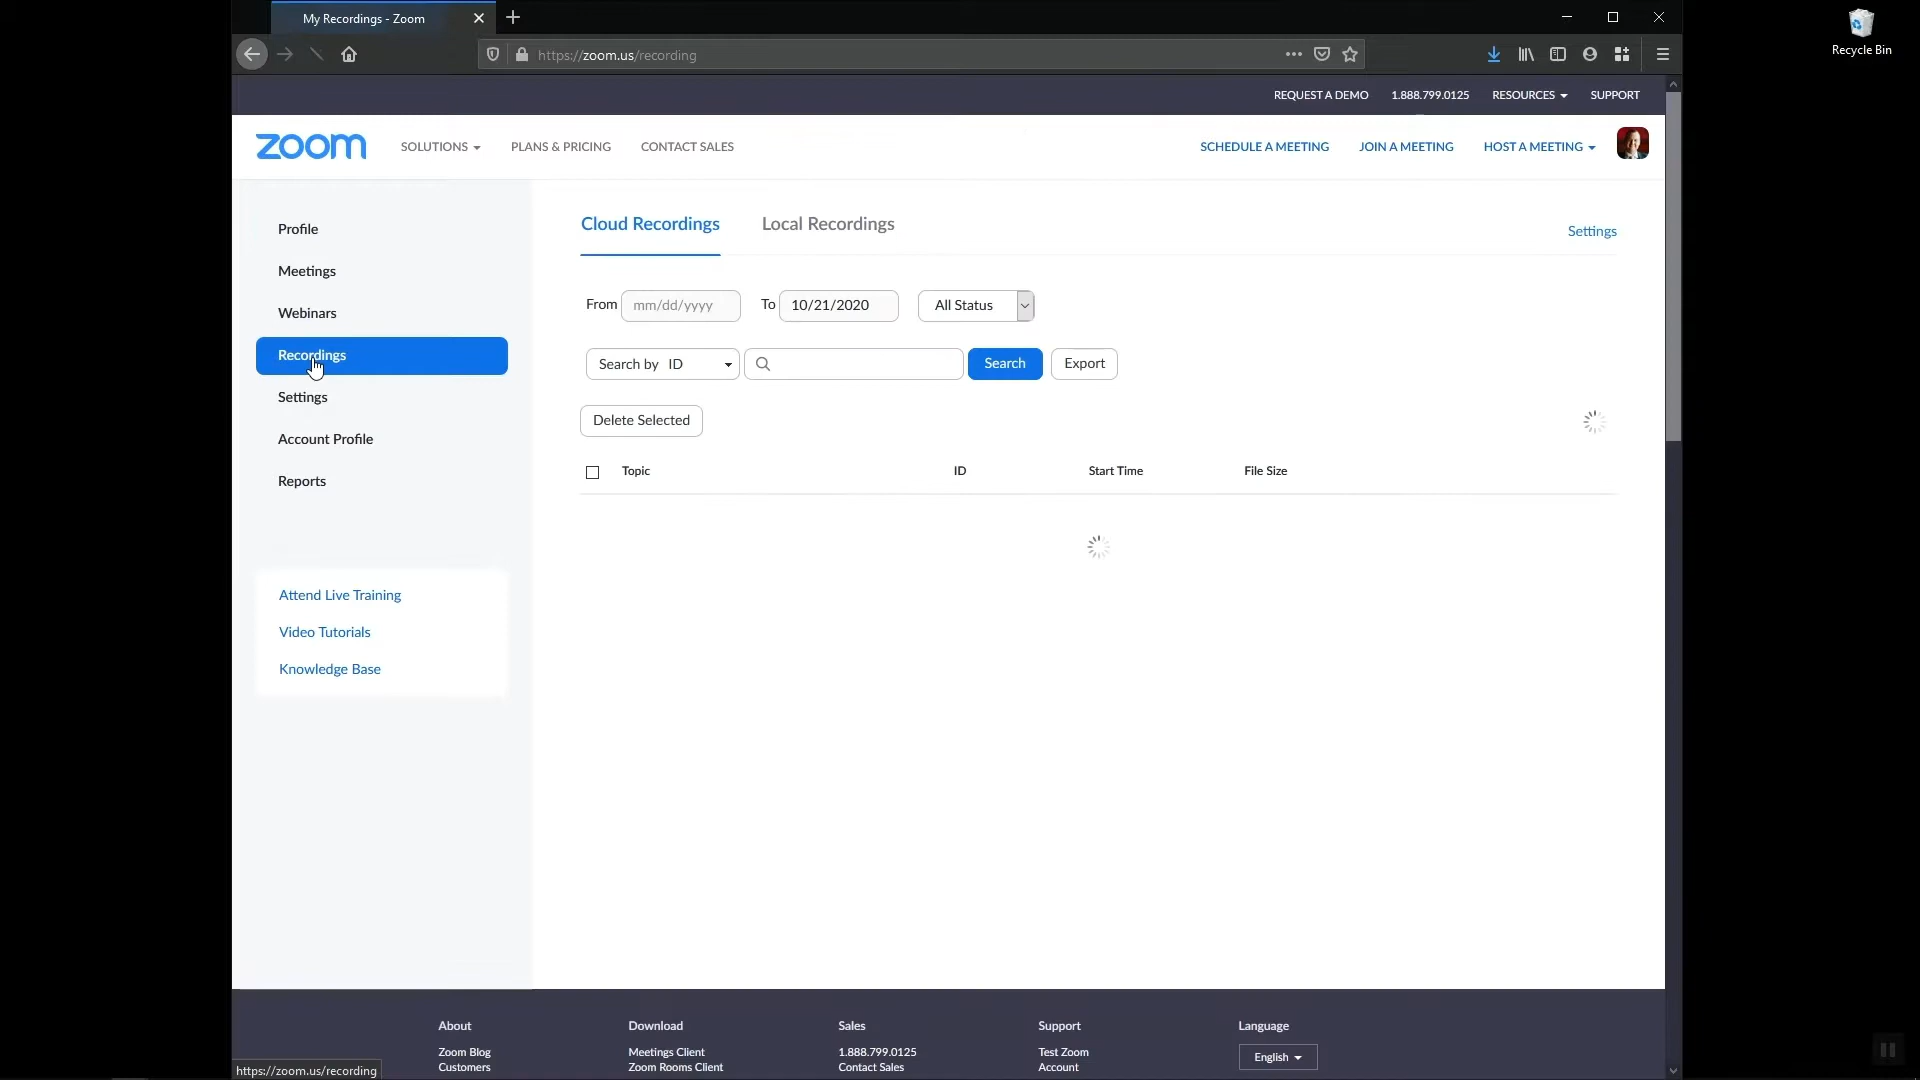 My Recordings - Zoom
https://zoom.us/recording
Recycle Bin
REQUEST A DEMO 1.888.799.0125 RESOURCES SUPPORT
zoom SOLUTIONS PLANS & PRICING CONTACT SALES SCHEDULE A MEETING JOIN A MEETING HOST A MEETING
Profile
Meetings
Webinars
Recordings
Settings
Account Profile
Reports
Attend Live Training
Video Tutorials
Knowledge Base
Cloud Recordings Local Recordings
Settings
From mm/dd/yyyy To 10/21/2020 All Status
Search by ID Search Export
Delete Selected
Topic ID Start Time File Size
About Download Sales Support Language
Zoom Blog Meetings Client 1.888.799.0125 Test Zoom English
Customers Zoom Rooms Client Contact Sales Account
https://zoom.us/recording